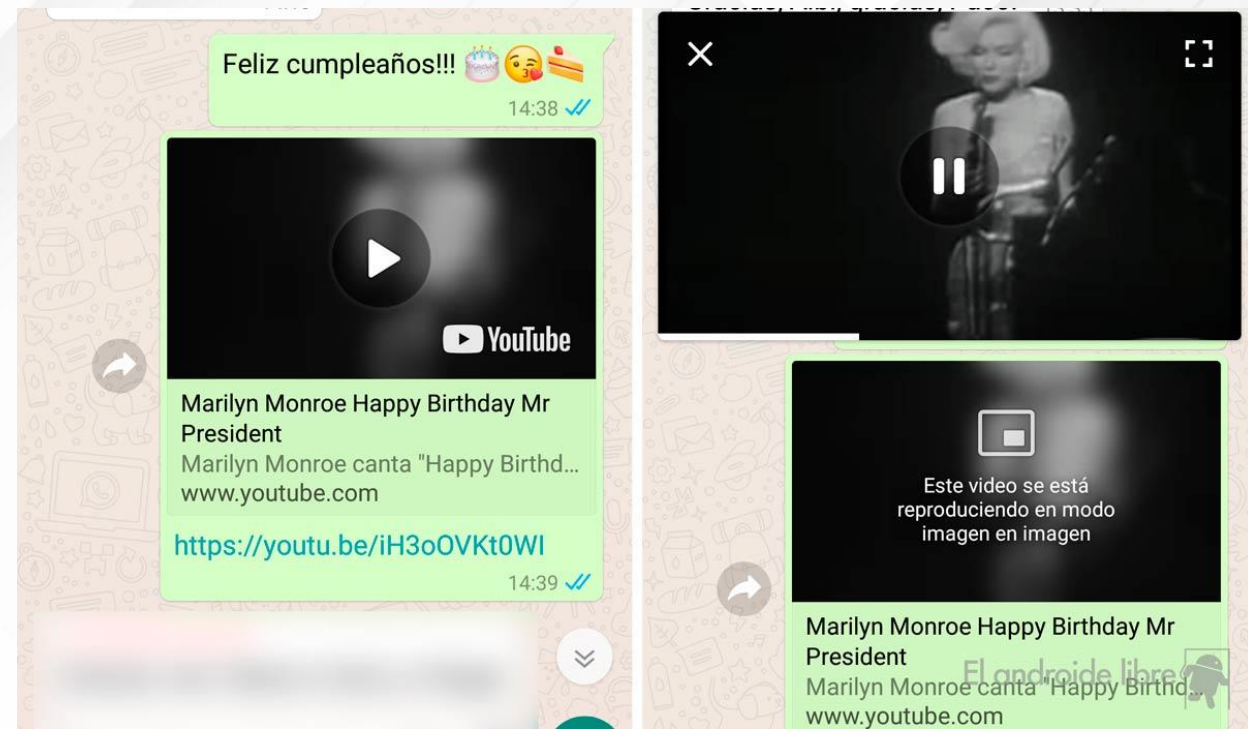 Feliz cumpleaños!!! 🎂😘🍰
14:38
YouTube
Marilyn Monroe Happy Birthday Mr
President
Marilyn Monroe canta "Happy Birthd...
www.youtube.com
https://youtu.be/iH3oOVKt0WI
14:39
Este video se está
reproduciendo en modo
imagen en imagen
Marilyn Monroe Happy Birthday Mr
President
Marilyn Monroe canta "Happy Birthd...
www.youtube.com
El androide libre